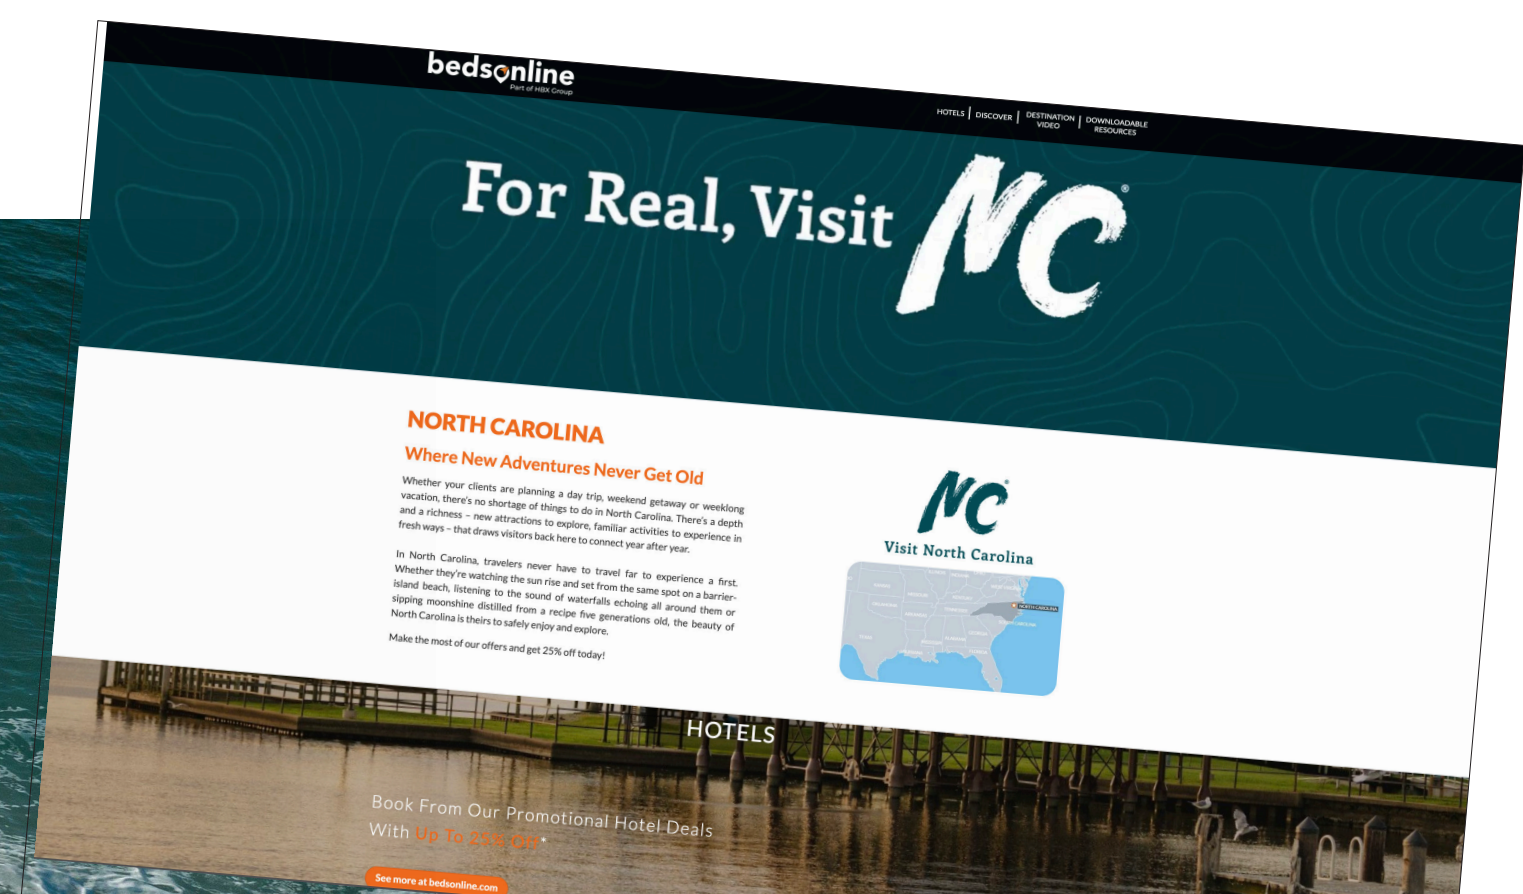 bedsonline
Part of HBX Group
HOTELS | DISCOVER | DESTINATION VIDEO | DOWNLOADABLE RESOURCES
For Real, Visit NC®
NORTH CAROLINA
Where New Adventures Never Get Old
Whether your clients are planning a day trip, weekend getaway or weeklong
vacation, there's no shortage of things to do in North Carolina. There's a depth
and a richness – new attractions to explore, familiar activities to experience in
fresh ways – that draws visitors back here to connect year after year.
In North Carolina, travelers never have to travel far to experience a first.
Whether they're watching the sun rise and set from the same spot on a barrier-
island beach, listening to the sound of waterfalls echoing all around them or
sipping moonshine distilled from a recipe five generations old, the beauty of
North Carolina is theirs to safely enjoy and explore.
Make the most of our offers and get 25% off today!
NC®
Visit North Carolina
NORTH CAROLINA
HOTELS
Book From Our Promotional Hotel Deals
With Up To 25% Off*
See more at bedsonline.com